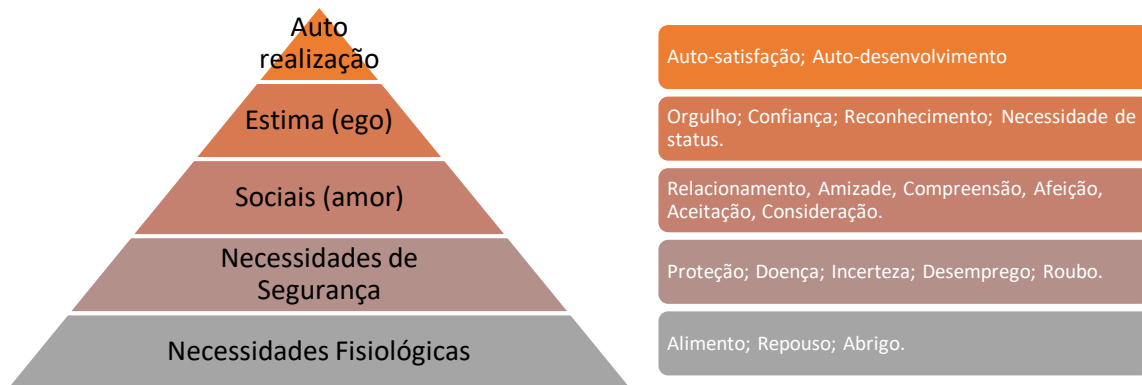 Auto
realização
Auto-satisfação; Auto-desenvolvimento
Estima (ego)
Orgulho; Confiança; Reconhecimento; Necessidade de
status.
Sociais (amor)
Relacionamento, Amizade, Compreensão, Afeição,
Aceitação, Consideração.
Necessidades de
Segurança
Proteção; Doença; Incerteza; Desemprego; Roubo.
Necessidades Fisiológicas
Alimento; Repouso; Abrigo.